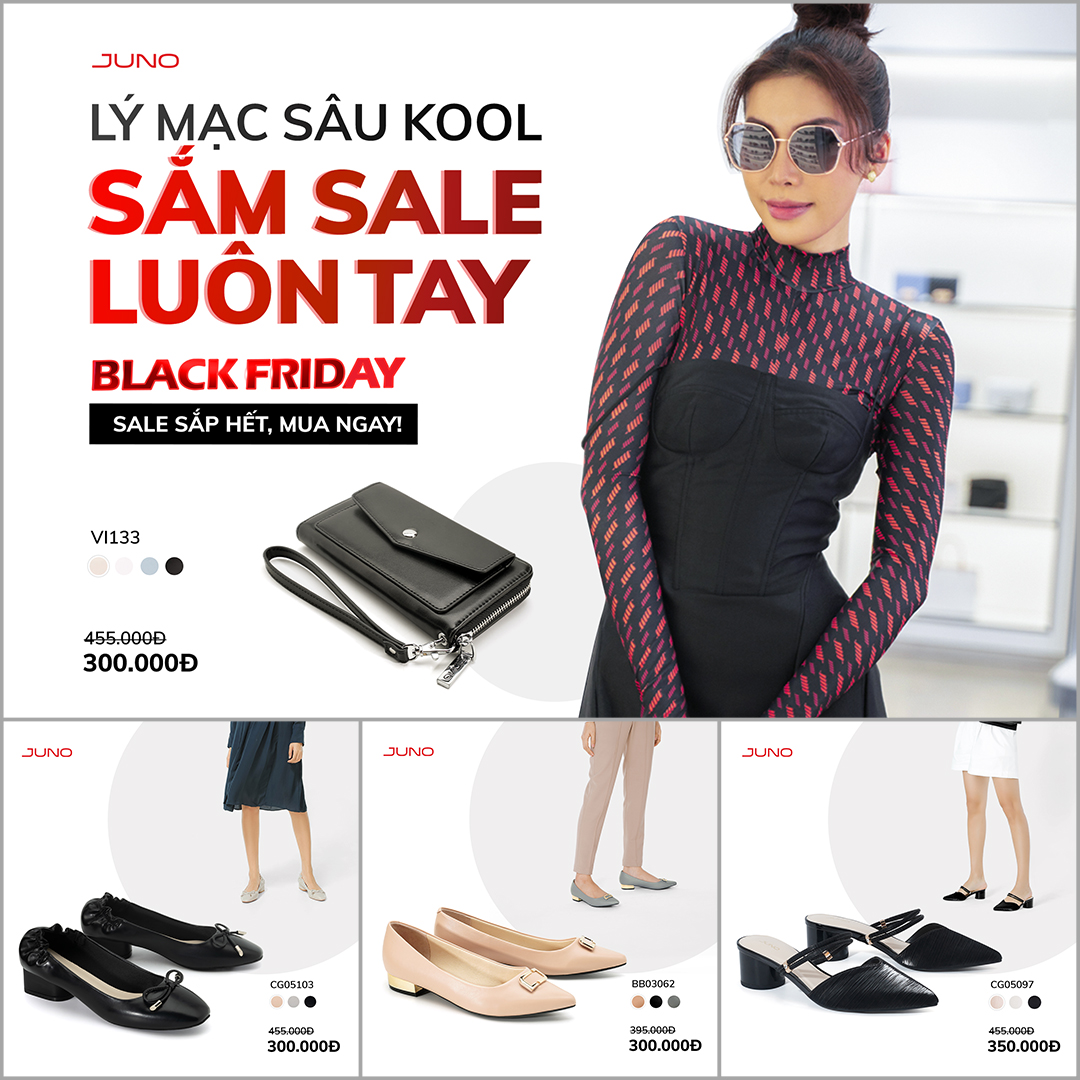 JUNO
LÝ MẠC SÂU KOOL
SẮM SALE
LUÔN TAY
BLACK FRIDAY
SALE SẮP HẾT, MUA NGAY!
VI133
455.000Đ
300.000Đ
JUNO
CG05103
455.000Đ
300.000Đ
JUNO
BB03062
395.000Đ
300.000Đ
JUNO
CG05097
455.000Đ
350.000Đ